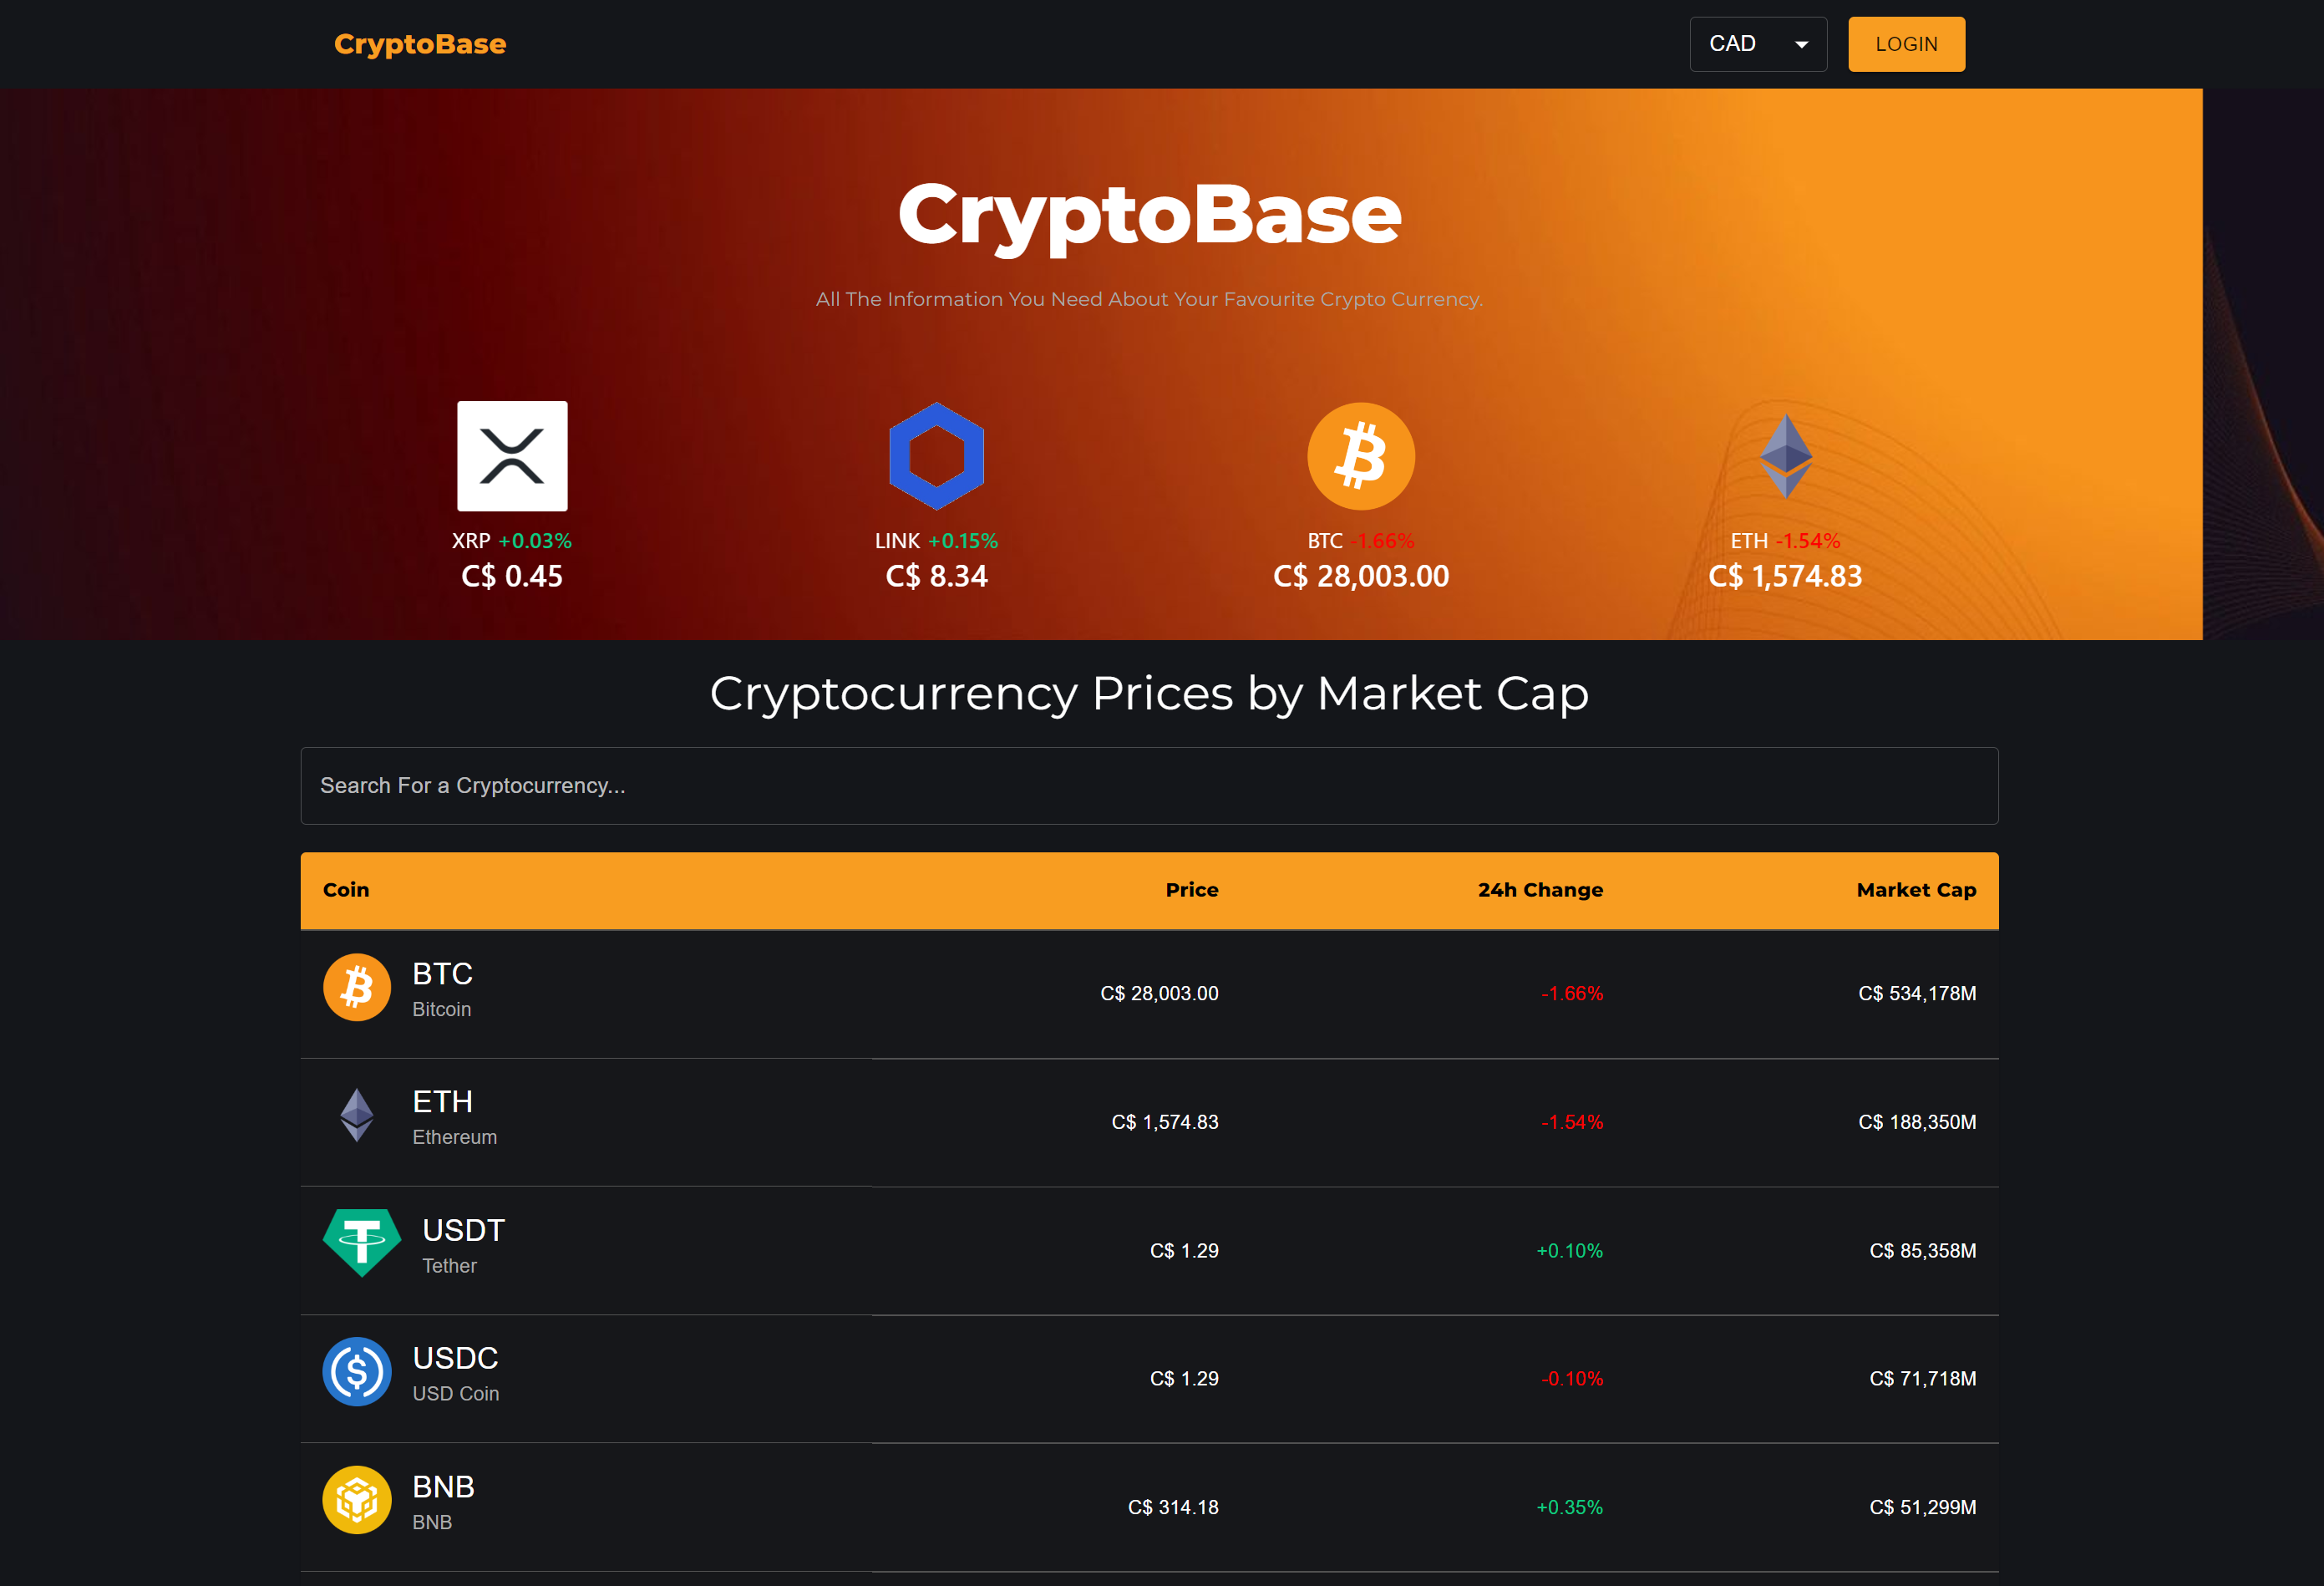 CryptoBase
CAD
LOGIN
CryptoBase
All The Information You Need About Your Favourite Crypto Currency.
XRP +0.03%
C$ 0.45
LINK +0.15%
C$ 8.34
BTC -1.66%
C$ 28,003.00
ETH -1.54%
C$ 1,574.83
Cryptocurrency Prices by Market Cap
Search For a Cryptocurrency...
Coin Price 24h Change Market Cap
BTC
Bitcoin
C$ 28,003.00 -1.66% C$ 534,178M
ETH
Ethereum
C$ 1,574.83 -1.54% C$ 188,350M
USDT
Tether
C$ 1.29 +0.10% C$ 85,358M
USDC
USD Coin
C$ 1.29 -0.10% C$ 71,718M
BNB
BNB
C$ 314.18 +0.35% C$ 51,299M